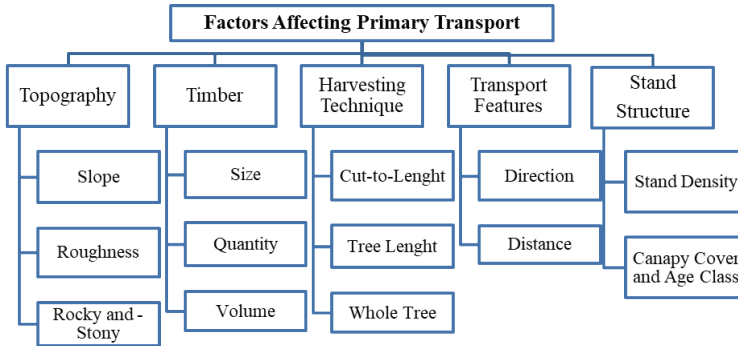 Factors Affecting Primary Transport
Topography
Slope
Roughness
Rocky and -
Stony
Timber
Size
Quantity
Volume
Harvesting
Technique
Cut-to-Lenght
Tree Lenght
Whole Tree
Transport
Features
Direction
Distance
Stand
Structure
Stand Density
Canapy Cover
and Age Class